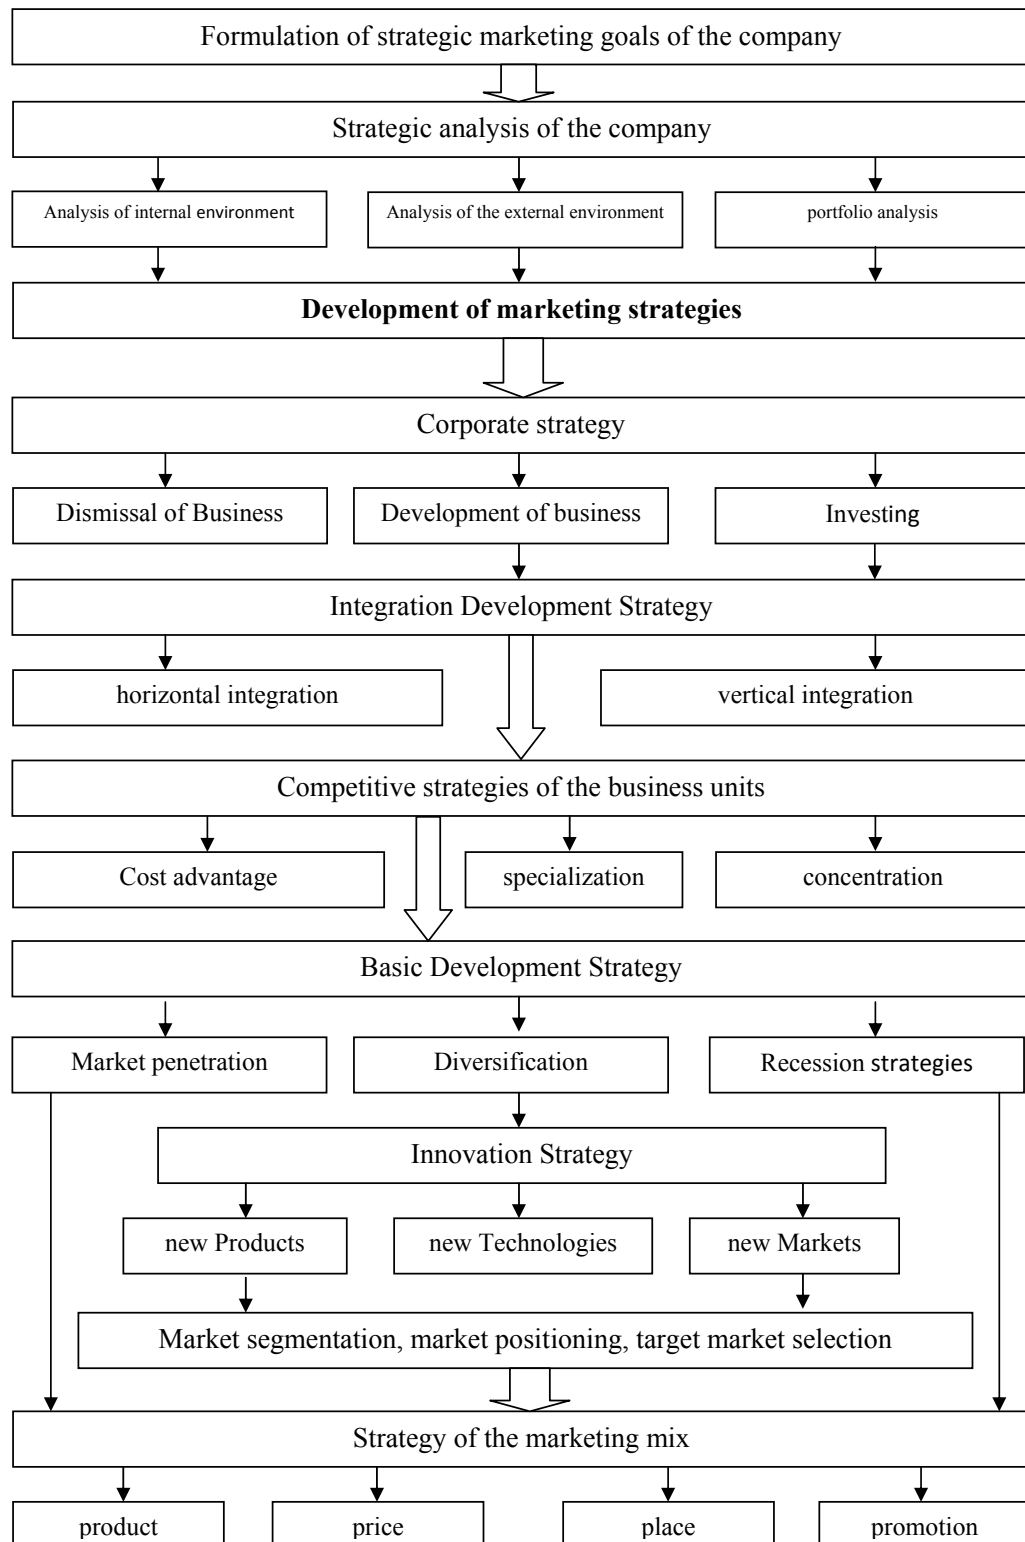 Formulation of strategic marketing goals of the company
Strategic analysis of the company
Analysis of internal environment
Analysis of the external environment
portfolio analysis
Development of marketing strategies
Corporate strategy
Dismissal of Business
Development of business
Investing
Integration Development Strategy
horizontal integration
vertical integration
Competitive strategies of the business units
Cost advantage
specialization
concentration
Basic Development Strategy
Market penetration
Diversification
Recession strategies
Innovation Strategy
new Products
new Technologies
new Markets
Market segmentation, market positioning, target market selection
Strategy of the marketing mix
product
price
place
promotion